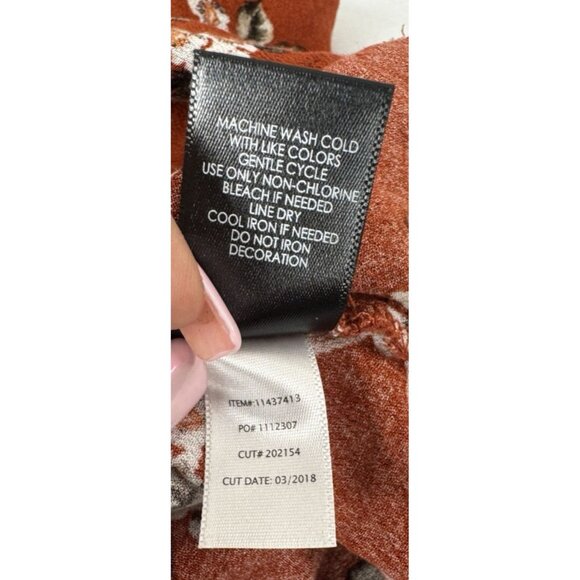 MACHINE WASH COLD
WITH LIKE COLORS
GENTLE CYCLE
USE ONLY NON-CHLORINE
BLEACH IF NEEDED
LINE DRY
COOL IRON IF NEEDED
DO NOT IRON
DECORATION
ITEM#:11437413
PO# 1112307
CUT# 202154
CUT DATE: 03/2018